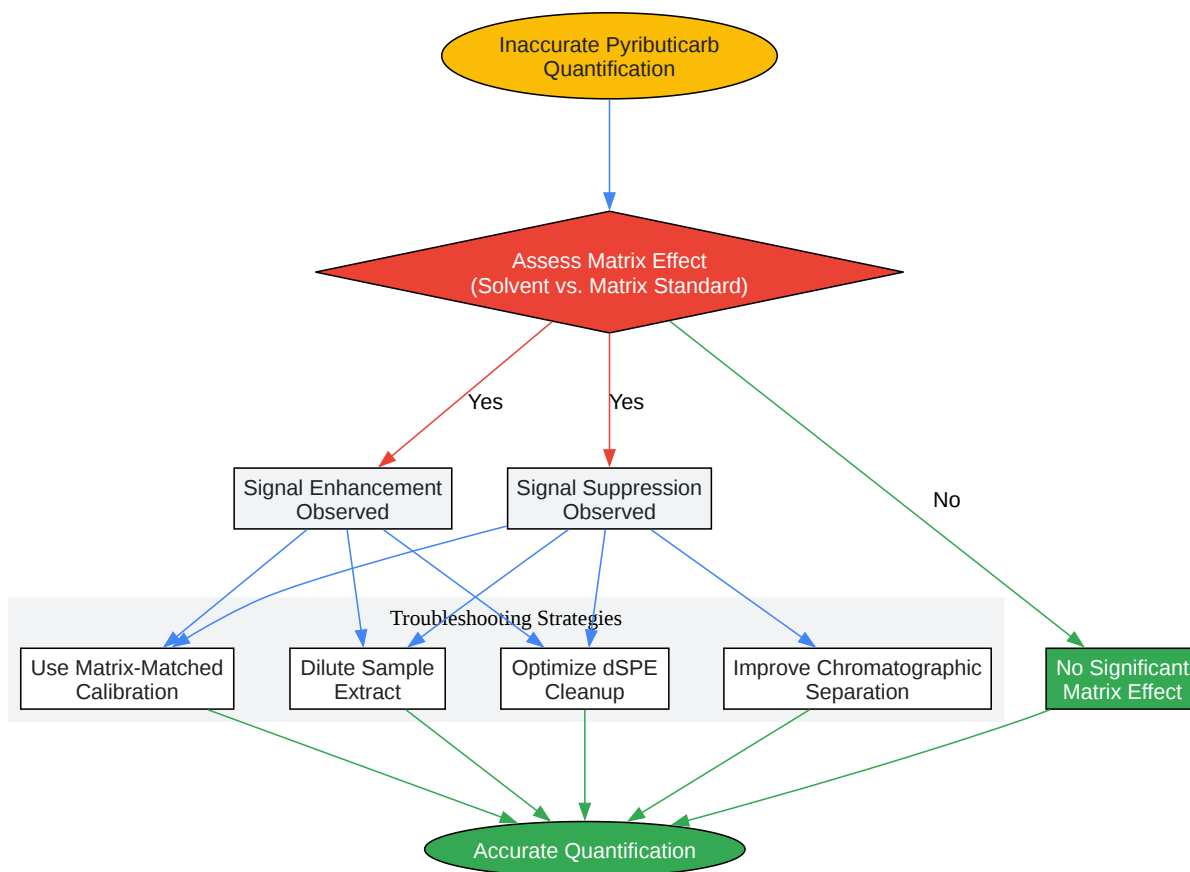 Inaccurate Pyributicarb
Quantification
Assess Matrix Effect
(Solvent vs. Matrix Standard)
Yes
Yes
Signal Enhancement
Observed
Signal Suppression
Observed
No
Troubleshooting Strategies
Use Matrix-Matched
Calibration
Dilute Sample
Extract
Optimize dSPE
Cleanup
Improve Chromatographic
Separation
No Significant
Matrix Effect
Accurate Quantification